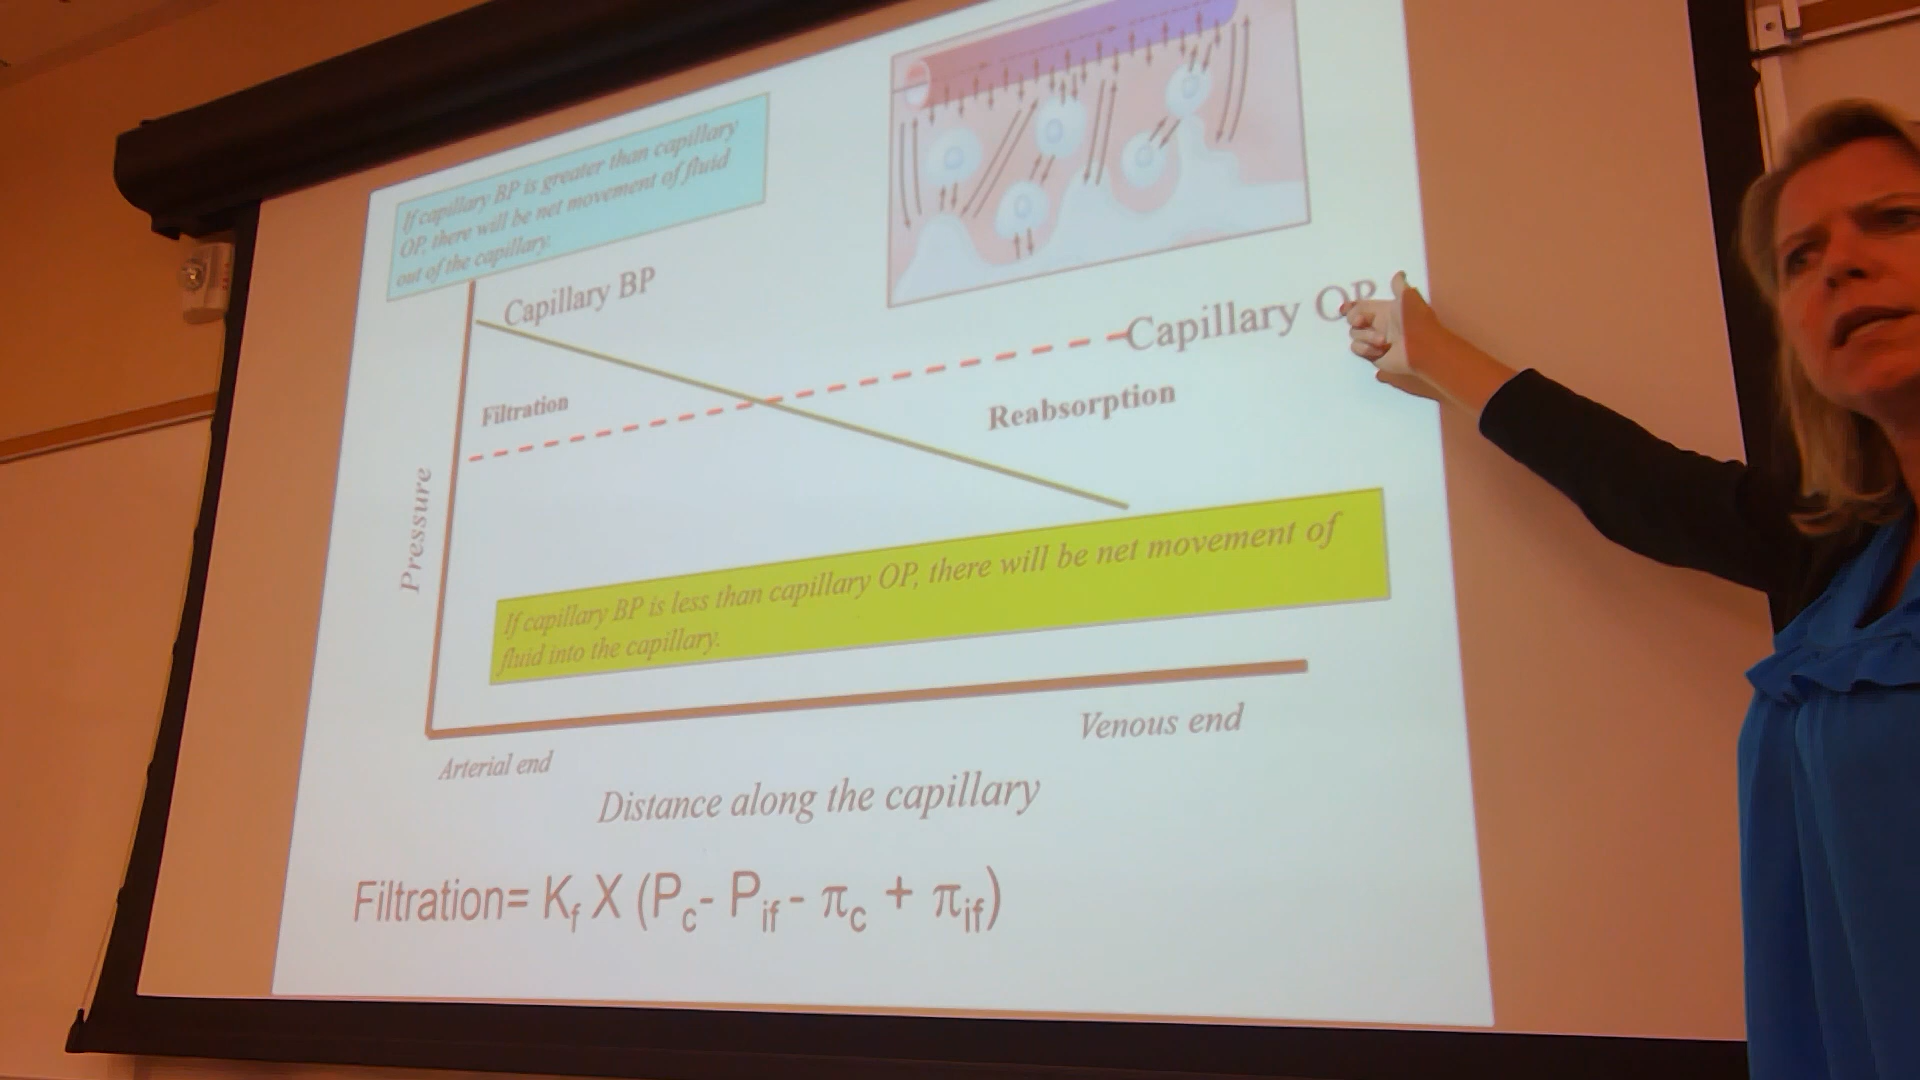 If capillary BP is greater than capillary
OP, there will be net movement of fluid
out of the capillary.
Capillary BP
Capillary OP
Filtration
Reabsorption
Pressure
If capillary BP is less than capillary OP, there will be net movement of
fluid into the capillary.
Arterial end
Venous end
Distance along the capillary
Filtration= Kf X (Pc- Pif - πc + πif)